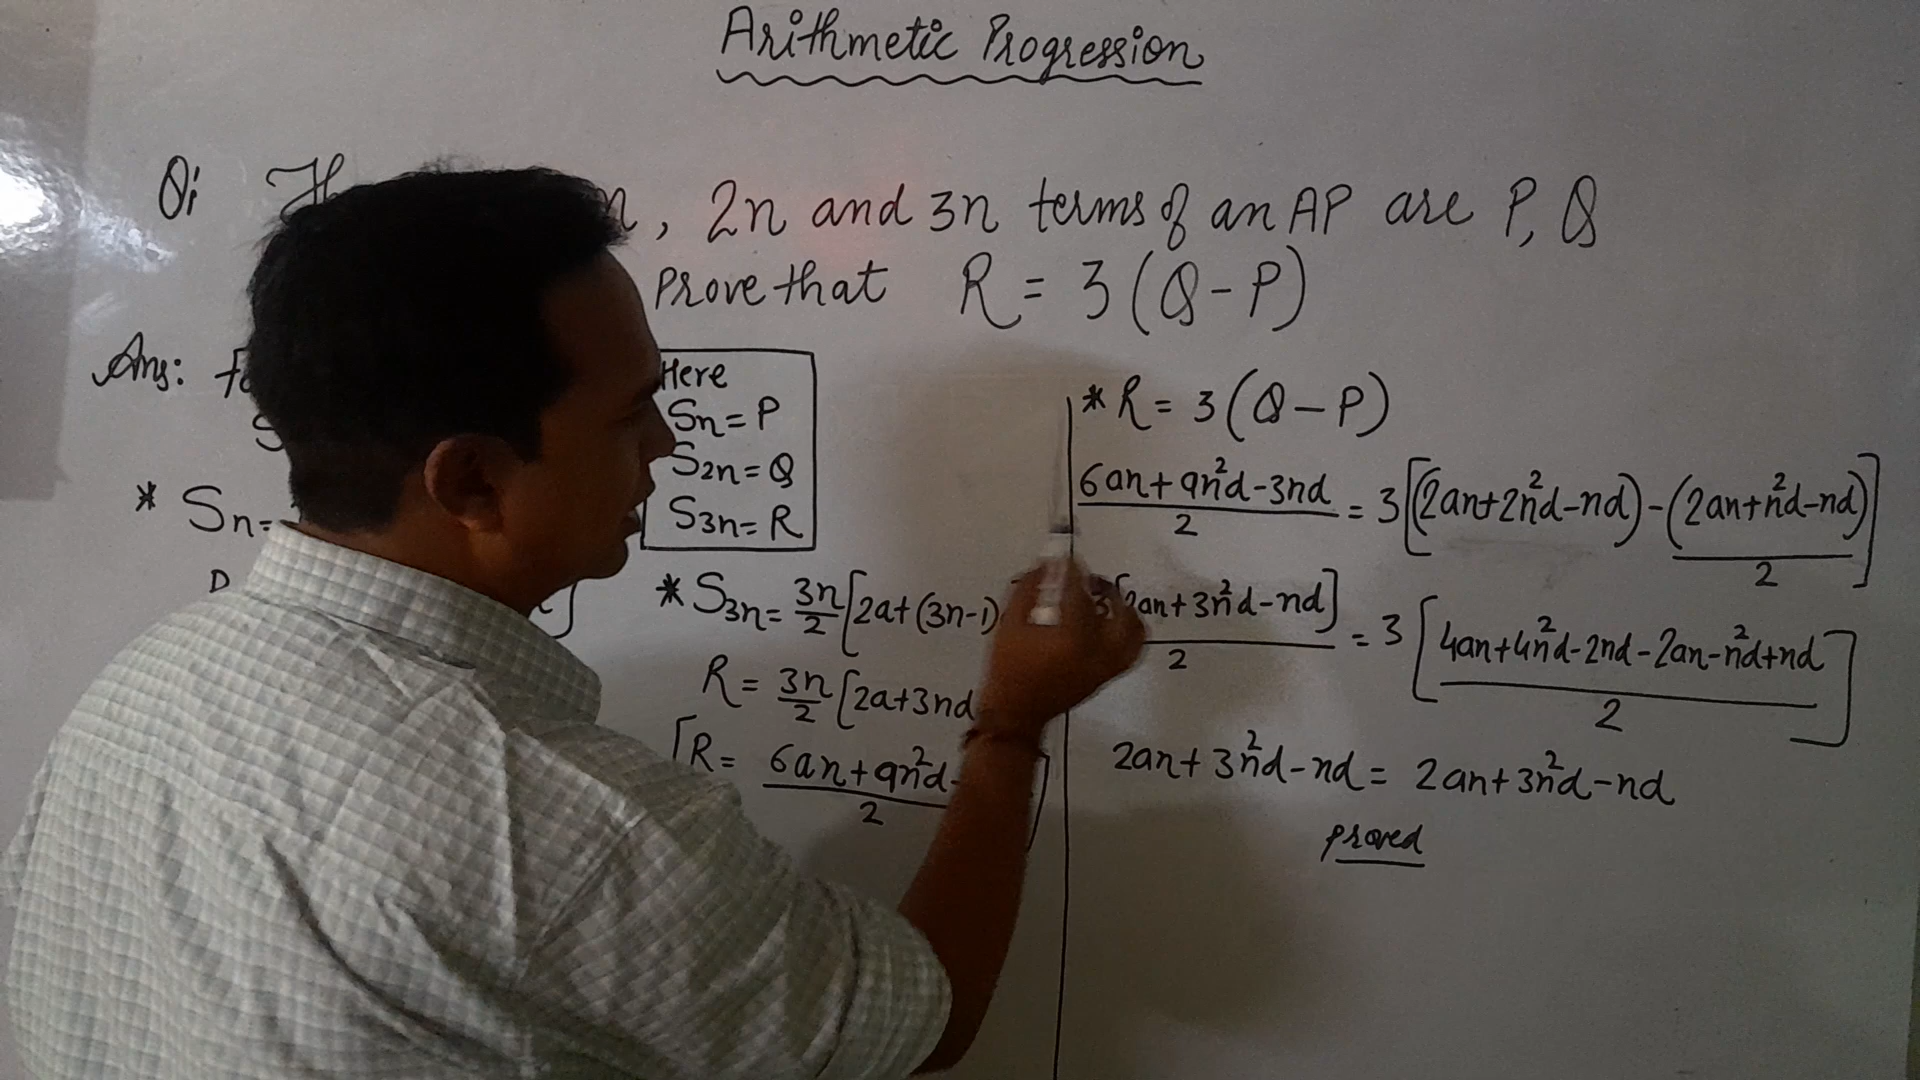 Arithmetic Progression
Q:
n, 2n and 3n terms of an AP are P, Q
prove that R = 3(Q-P)
Ans:
Here
Sn = P
S2n = Q
S3n = R
* Sn =
* S3n = 3n/2 [2a+(3n-1)
R = 3n/2 [2a+3nd
[R = 6an+9n²d- / 2
* R = 3(Q-P)
6an+9n²d-3nd / 2 = 3[(2an+2n²d-nd)-(2an+n²d-nd) / 2]
3[2an+3n²d-nd] / 2 = 3[4an+4n²d-2nd-2an-n²d+nd / 2]
2an+3n²d-nd = 2an+3n²d-nd
proved